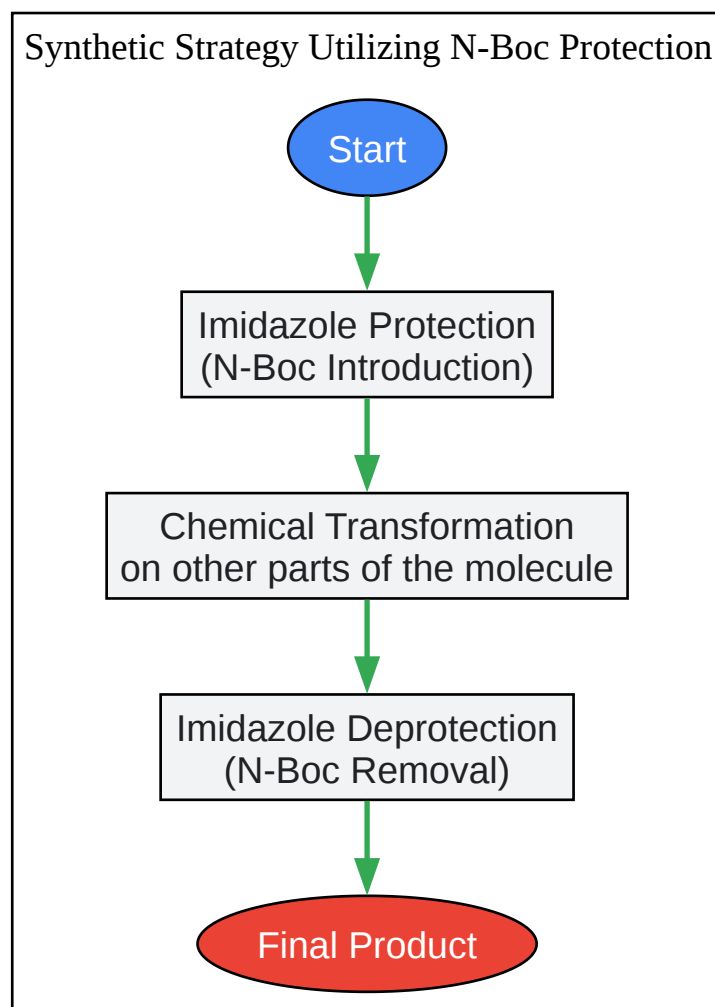 Synthetic Strategy Utilizing N-Boc Protection
Start
Imidazole Protection
(N-Boc Introduction)
Chemical Transformation
on other parts of the molecule
Imidazole Deprotection
(N-Boc Removal)
Final Product